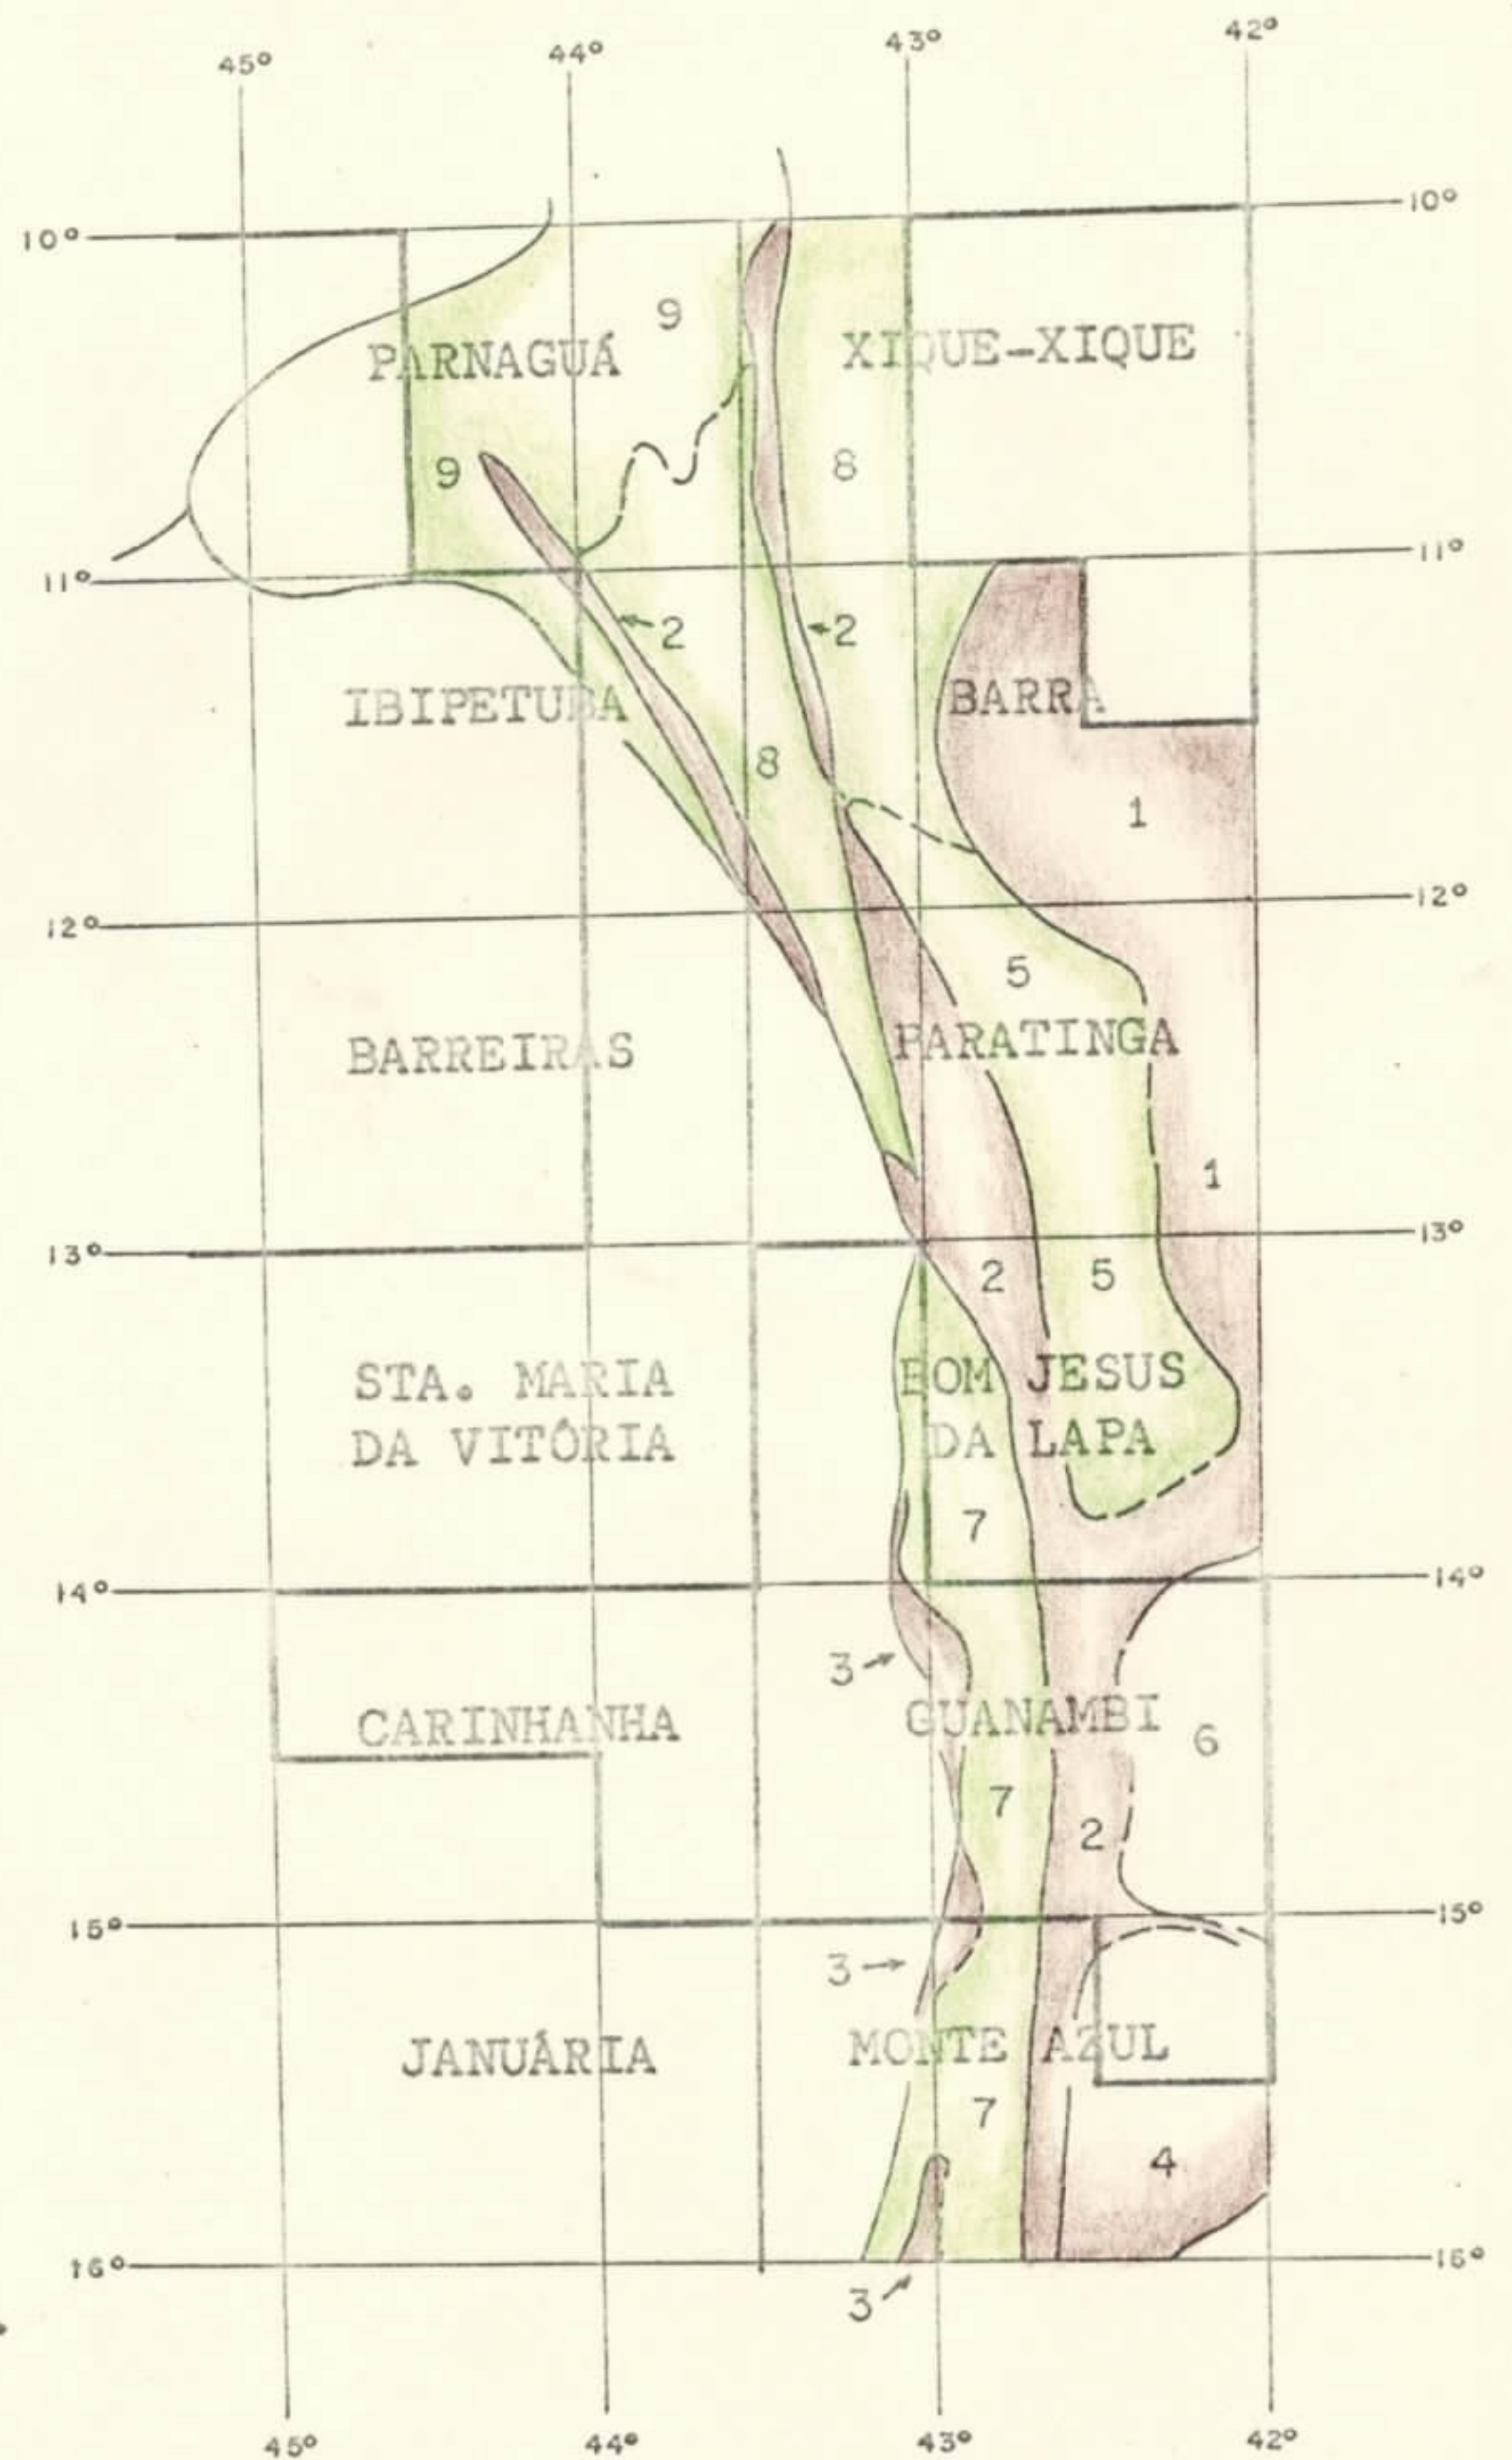 45° 44° 43° 42°
10° 10°
9
PARNAGUÁ XIQUE-XIQUE
9 8
11° 11°
2 2
IBIPETUBA BARRA
8
1
12° 12°
5
BARREIRAS PARATINGA
1
13° 13°
2 5
STA. MARIA BOM JESUS
DA VITÓRIA DA LAPA
7
14° 14°
3
CARINHANHA GUANAMBI 6
7
2
15° 15°
3
JANUÁRIA MONTE AZUL
7
4
16° 16°
3
45° 44° 43° 42°